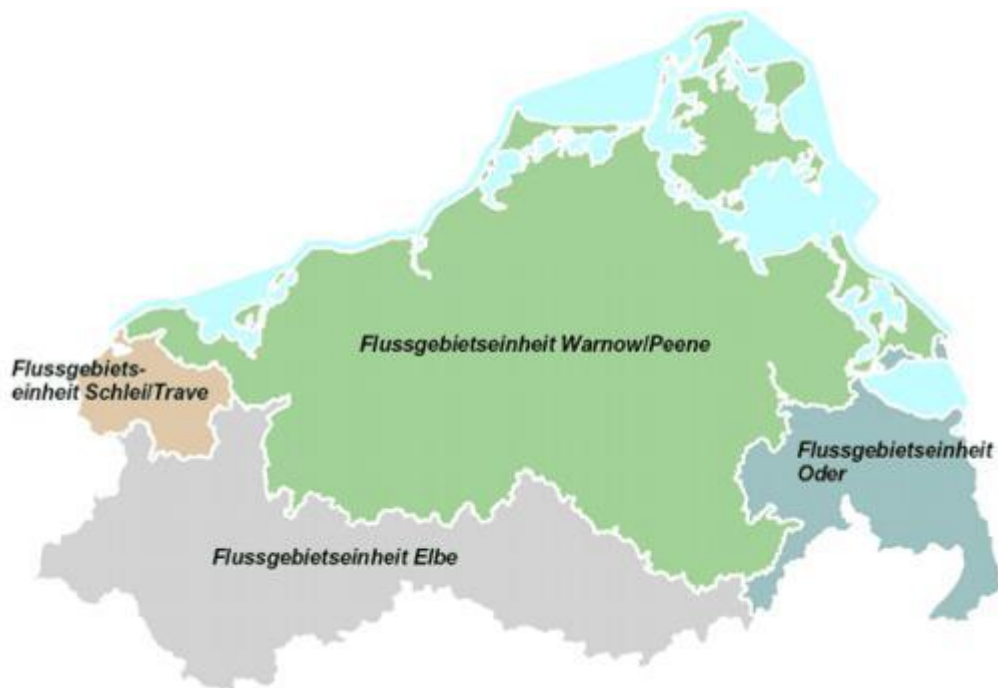 Flussgebietseinheit Warnow/Peene
Flussgebiets-
einheit Schlei/Trave
Flussgebietseinheit
Oder
Flussgebietseinheit Elbe